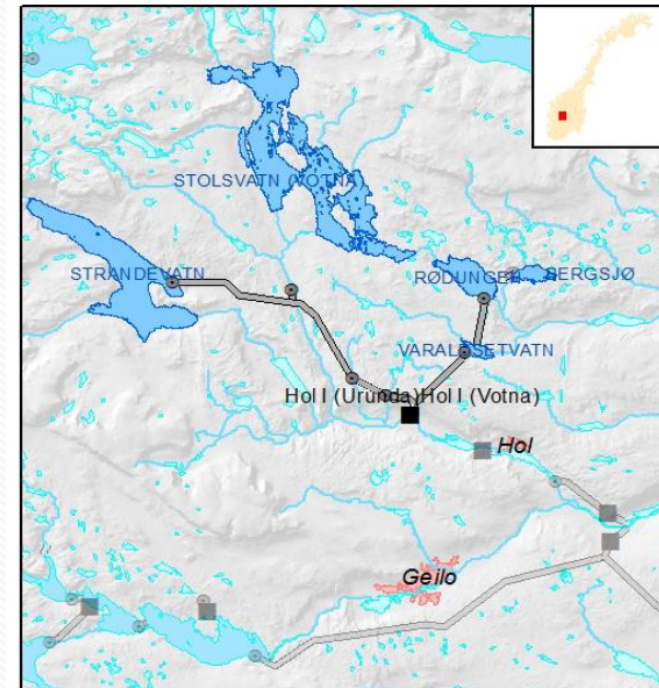 STOLSVATN (VOTNA)
STRANDEVATN
RØDUNGEN
BERGSJØ
VARALDSETVATN
Hol I (Urunda) Hol I (Votna)
Hol
Geilo